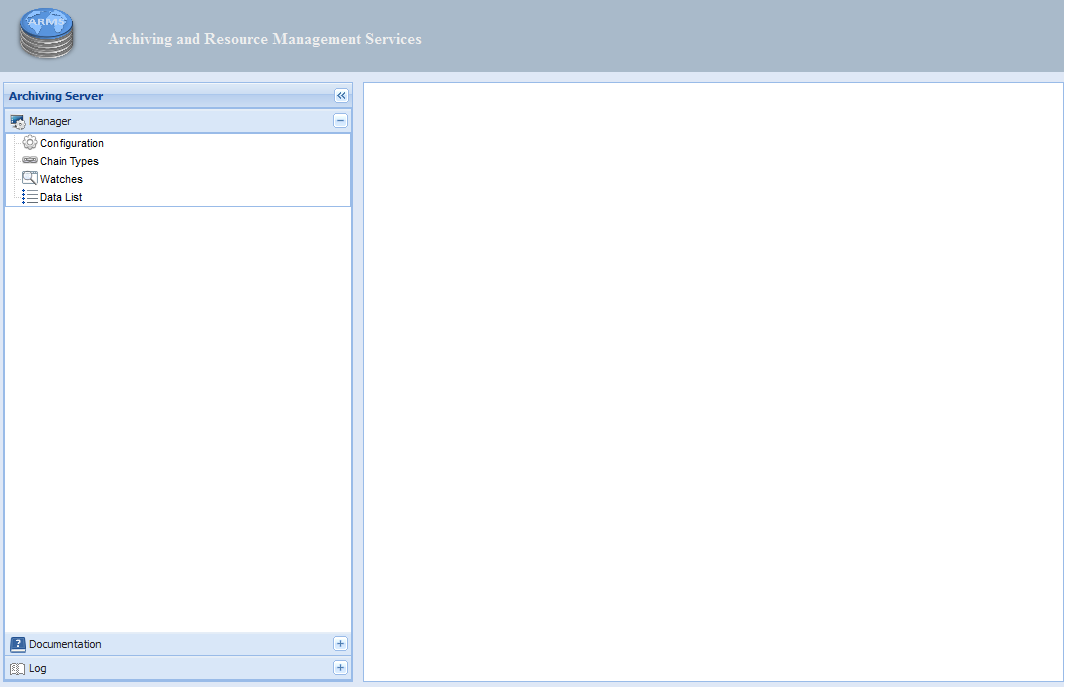 ARMS
Archiving and Resource Management Services
Archiving Server
Manager
Configuration
Chain Types
Watches
Data List
Documentation
Log